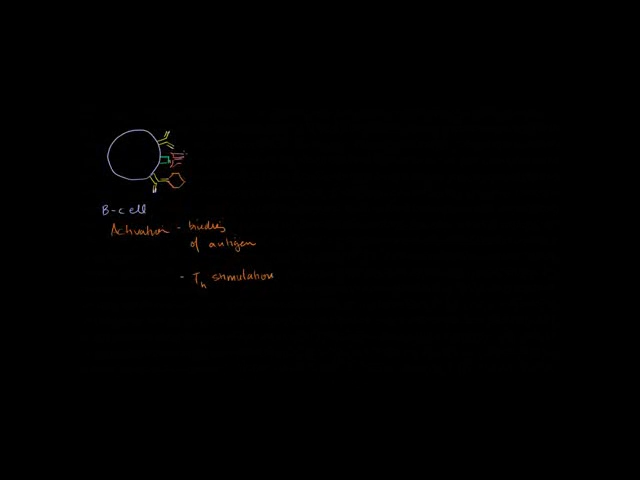 B-cell
Activation - binding
of antigen
- Th stimulation